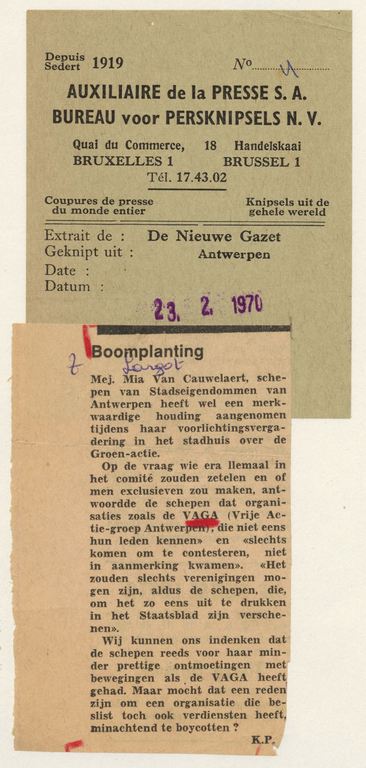 Depuis
Sedert 1919
No
AUXILIAIRE de la PRESSE S. A.
BUREAU voor PERSKNIPSELS N. V.
Quai du Commerce, 18 Handelskaai
BRUXELLES 1 BRUSSEL 1
Tél. 17.43.02
Coupures de presse
du monde entier
Knipsels uit de
gehele wereld
Extrait de : De Nieuwe Gazet
Geknipt uit : Antwerpen
Date :
Datum :
23. 2. 1970
Boomplanting
Mej. Mia Van Cauwelaert, sche-
pen van Stadseigendommen van
Antwerpen heeft wel een merk-
waardige houding aangenomen
tijdens haar voorlichtingsverga-
dering in het stadhuis over de
Groen-actie.
Op de vraag wie era llemaal in
het comité zouden zetelen en of
men exclusieven zou maken, ant-
woordde de schepen dat organi-
saties zoals de VAGA (Vrije Ac-
tie-groep Antwerpen), die niet eens
hun leden kennen» en «slechts
komen om te contesteren, niet
in aanmerking kwamen». «Het
zouden slechts verenigingen mo-
gen zijn, aldus de schepen, die,
om het zo eens uit te drukken
in het Staatsblad zijn versche-
nen».
Wij kunnen ons indenken dat
de schepen reeds voor haar min-
der prettige ontmoetingen met
bewegingen als de VAGA heeft
gehad. Maar mocht dat een reden
zijn om een organisatie die be-
slist toch ook verdiensten heeft,
minachtend te boycotten ?
K.P.